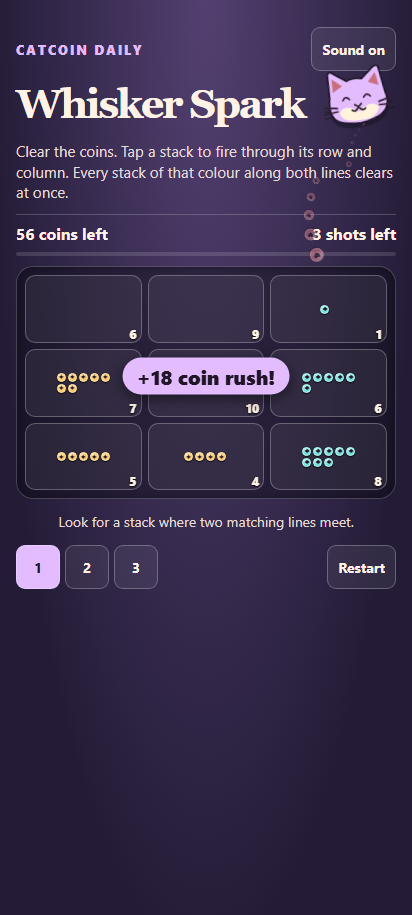 CATCOIN DAILY
Sound on
Whisker Spark
Clear the coins. Tap a stack to fire through its row and
column. Every stack of that colour along both lines clears
at once.
56 coins left
3 shots left
6
9
1
+18 coin rush!
7
10
6
5
4
8
Look for a stack where two matching lines meet.
1
2
3
Restart